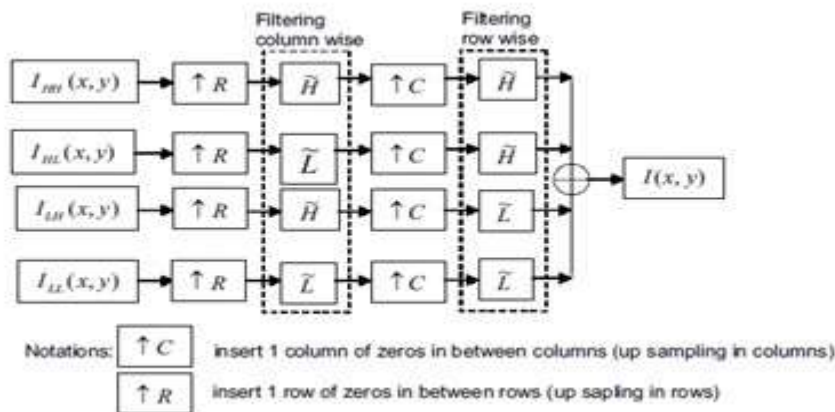 Filtering
column wise
Filtering
row wise
I_HH(x, y) ↑ R H̃ ↑ C H̃
I_HL(x, y) ↑ R L̃ ↑ C H̃
I(x, y)
I_LH(x, y) ↑ R H̃ ↑ C L̃
I_LL(x, y) ↑ R L̃ ↑ C L̃
Notations: ↑ C insert 1 column of zeros in between columns (up sampling in columns)
↑ R insert 1 row of zeros in between rows (up sapling in rows)